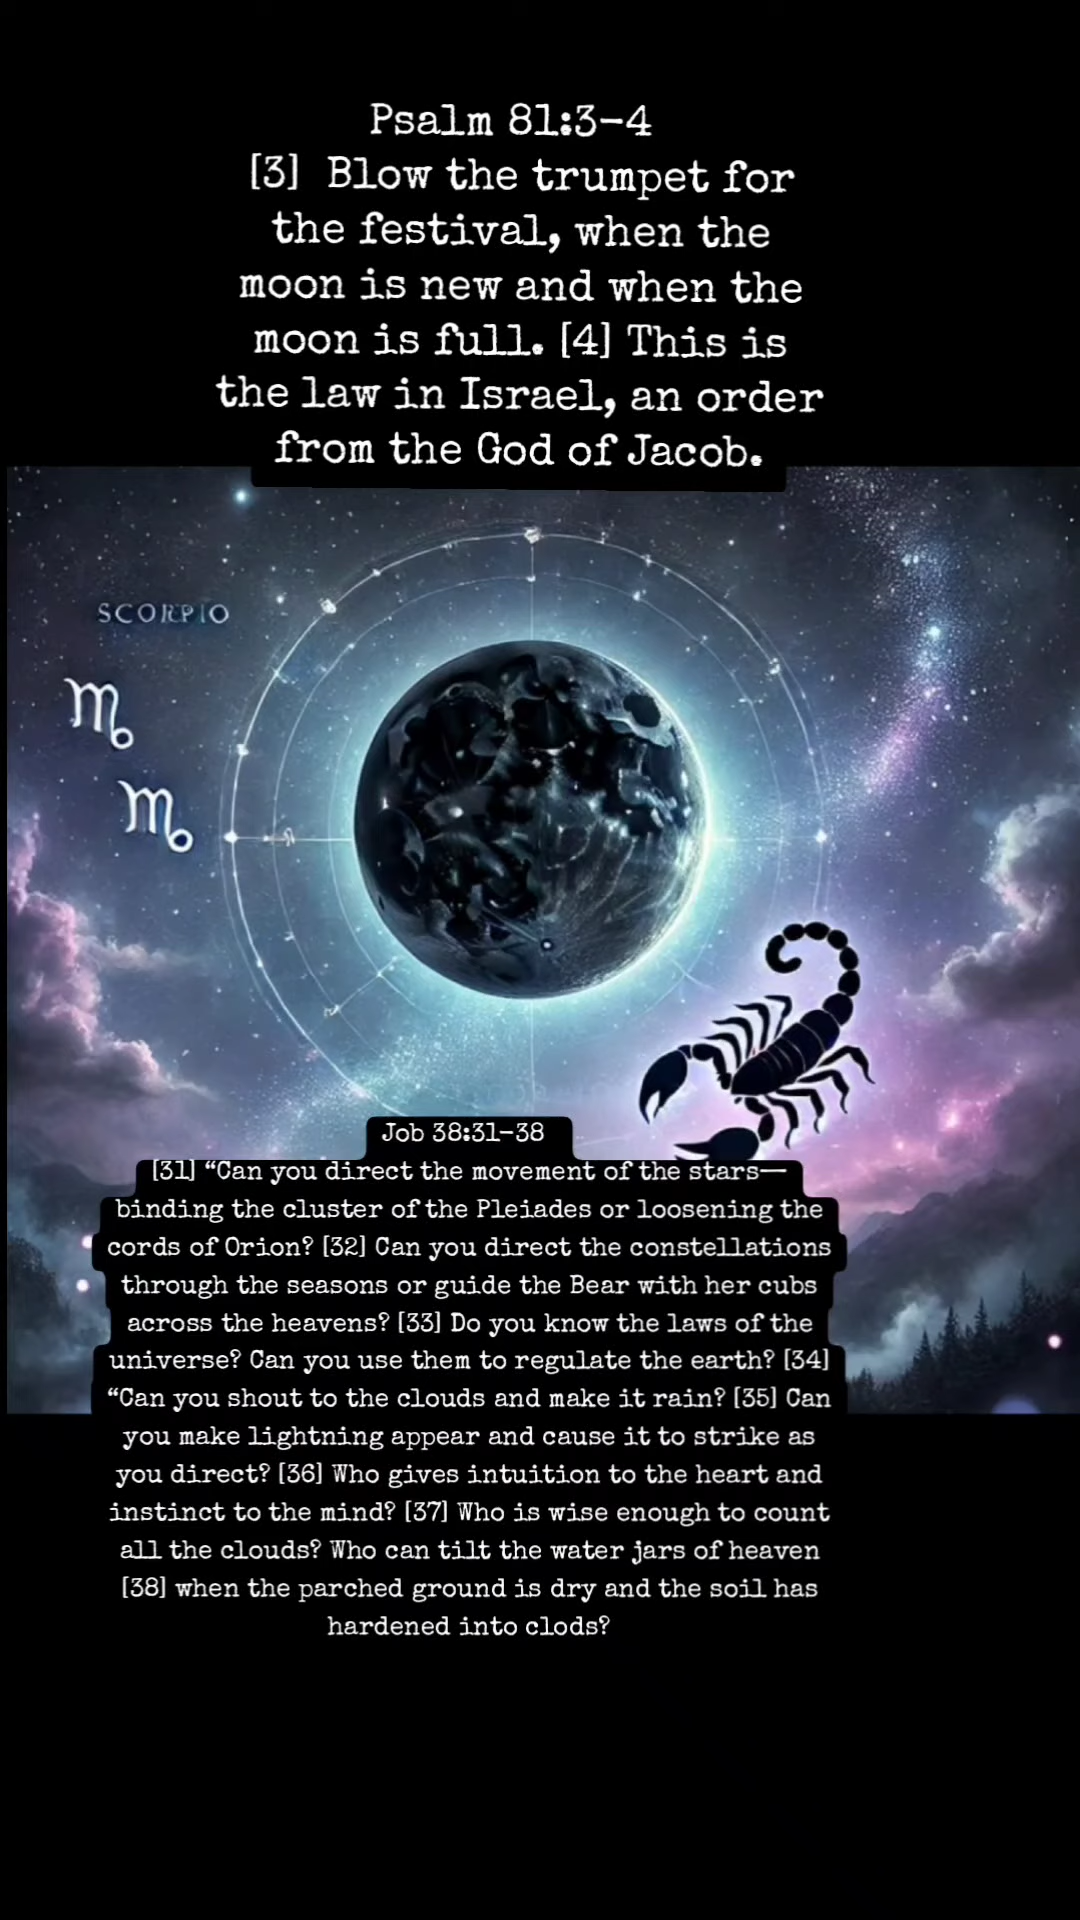 Psalm 81:3-4
[3] Blow the trumpet for
the festival, when the
moon is new and when the
moon is full. [4] This is
the law in Israel, an order
from the God of Jacob.
SCORPIO
♏
♏
Job 38:31-38
[31] “Can you direct the movement of the stars—
binding the cluster of the Pleiades or loosening the
cords of Orion? [32] Can you direct the constellations
through the seasons or guide the Bear with her cubs
across the heavens? [33] Do you know the laws of the
universe? Can you use them to regulate the earth? [34]
“Can you shout to the clouds and make it rain? [35] Can
you make lightning appear and cause it to strike as
you direct? [36] Who gives intuition to the heart and
instinct to the mind? [37] Who is wise enough to count
all the clouds? Who can tilt the water jars of heaven
[38] when the parched ground is dry and the soil has
hardened into clods?